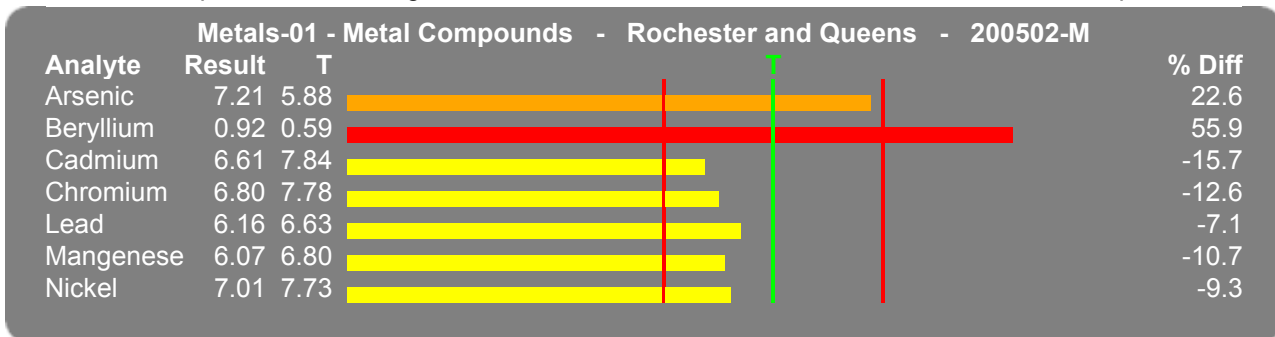 Metals-01 - Metal Compounds - Rochester and Queens - 200502-M
Analyte Result T T % Diff
Arsenic 7.21 5.88 22.6
Beryllium 0.92 0.59 55.9
Cadmium 6.61 7.84 -15.7
Chromium 6.80 7.78 -12.6
Lead 6.16 6.63 -7.1
Mangenese 6.07 6.80 -10.7
Nickel 7.01 7.73 -9.3